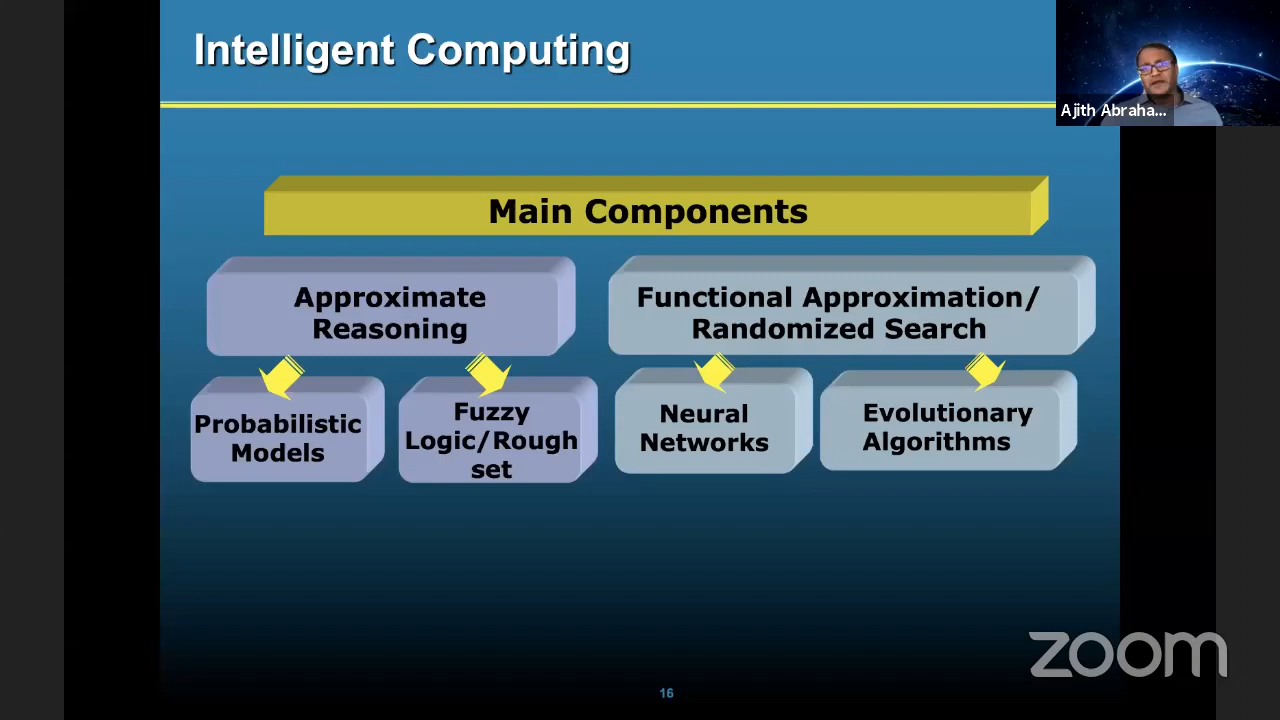 Intelligent Computing
Ajith Abraha...
Main Components
Approximate
Reasoning
Functional Approximation/
Randomized Search
Probabilistic
Models
Fuzzy
Logic/Rough
set
Neural
Networks
Evolutionary
Algorithms
zoom
16